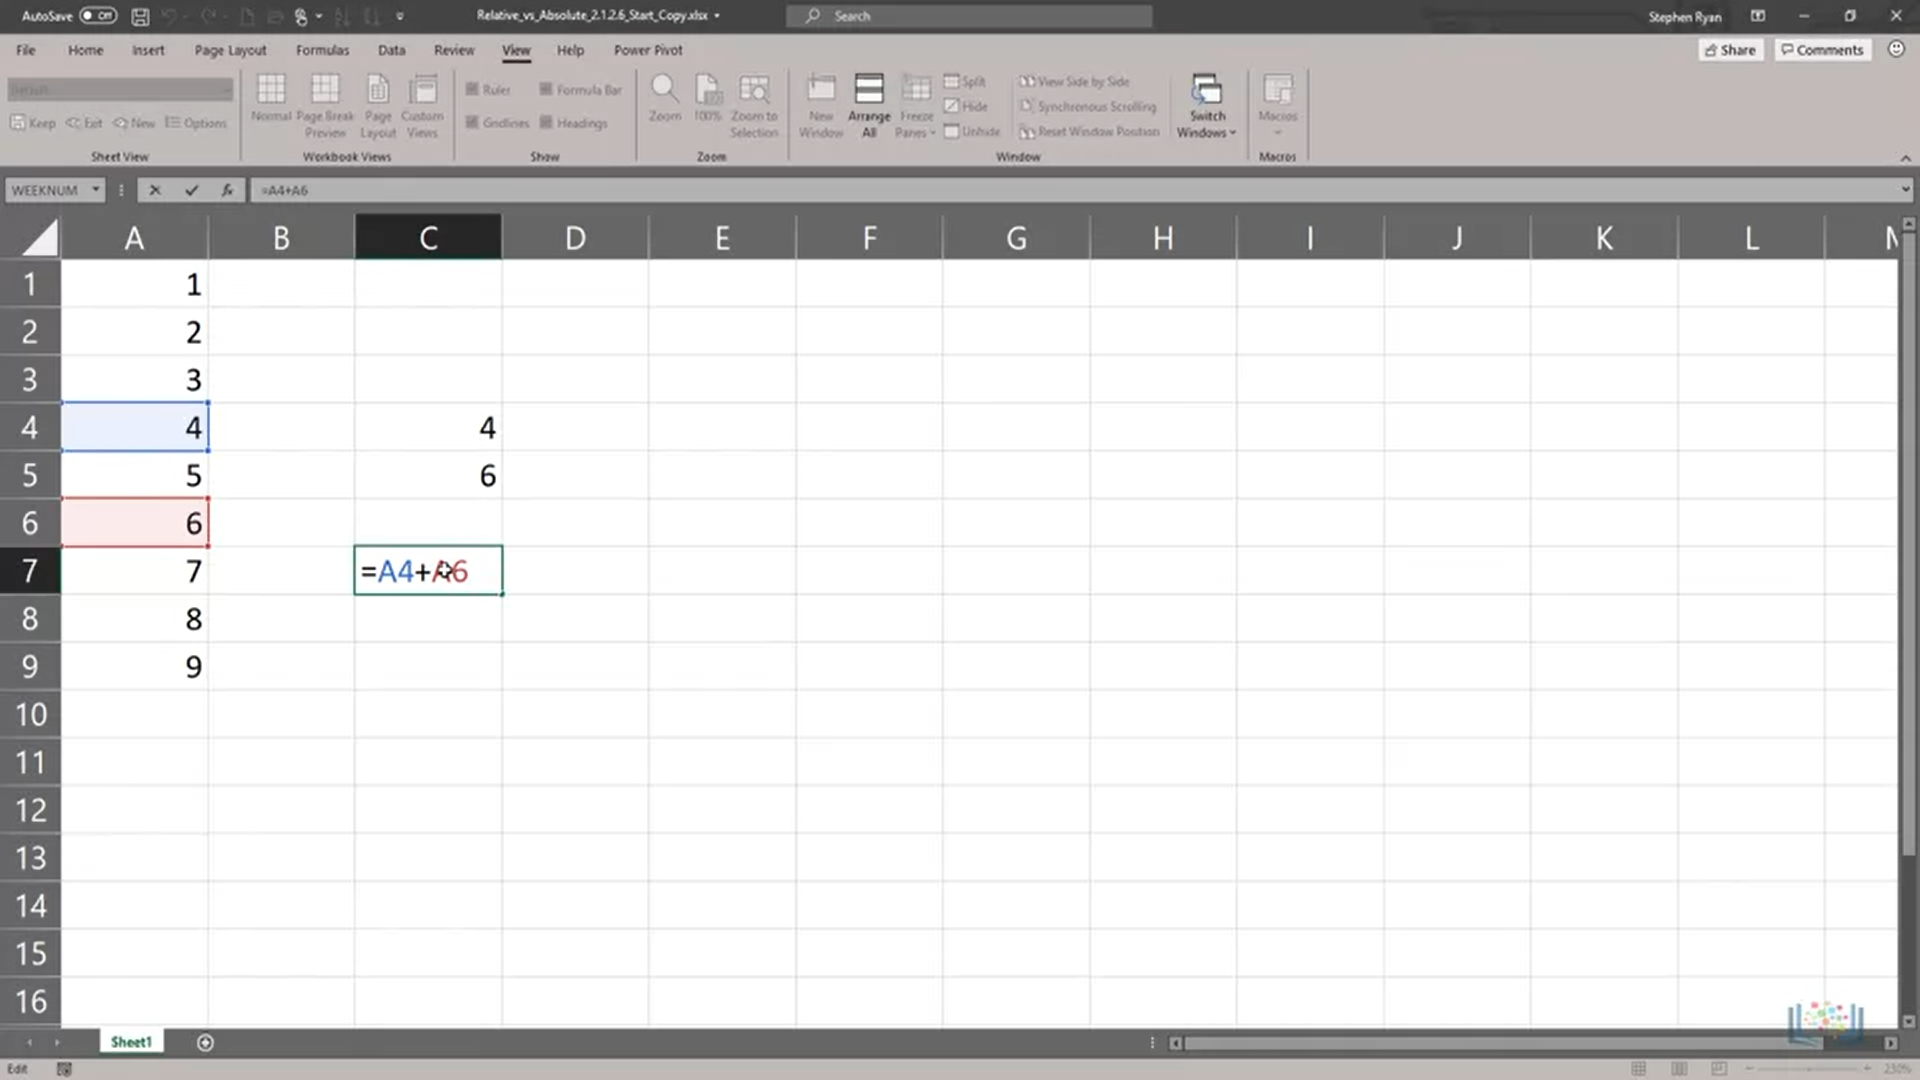 AutoSave Off Relative_vs_Absolute_2.1.2.6_Start_Copy.xlsx Search Stephen Ryan
File Home Insert Page Layout Formulas Data Review View Help Power Pivot Share Comments
Default
Keep Exit New Options
Sheet View
Normal Page Break Preview Page Layout Custom Views
Workbook Views
Ruler Formula Bar
Gridlines Headings
Show
Zoom 100% Zoom to Selection
Zoom
New Window Arrange All Freeze Panes
Split
Hide
Unhide
View Side by Side
Synchronous Scrolling
Reset Window Position
Switch Windows
Window
Macros
Macros
WEEKNUM fx =A4+A6
A B C D E F G H I J K L M
1 1
2 2
3 3
4 4 4
5 5 6
6 6
7 7 =A4+A6
8 8
9 9
10
11
12
13
14
15
16
Sheet1
Edit 230%